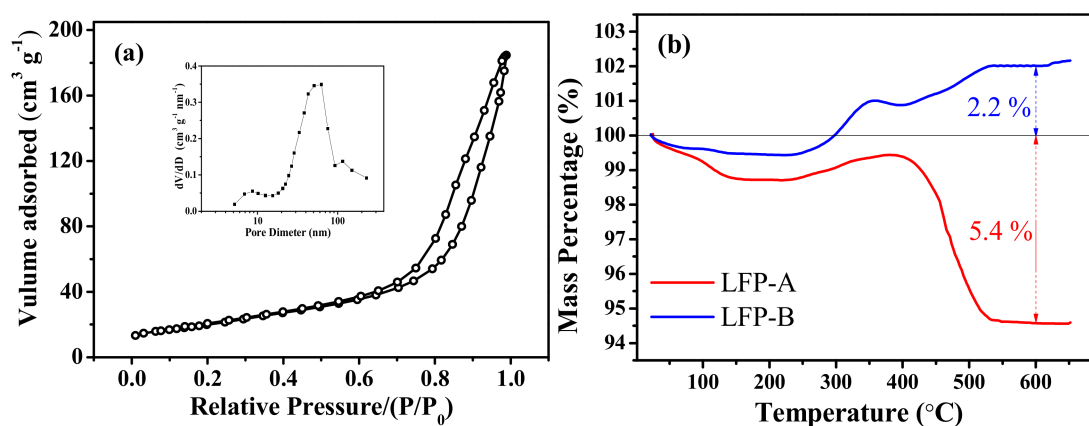 (a)
Vulume adsorbed (cm³ g⁻¹)
200
160
120
80
40
0
0.0 0.2 0.4 0.6 0.8 1.0
Relative Pressure/(P/P₀)
dV/dD (cm³ g⁻¹ nm⁻¹)
0.4
0.3
0.2
0.1
0.0
10 100
Pore Dimeter (nm)
(b)
Mass Percentage (%)
103
102
101
100
99
98
97
96
95
94
100 200 300 400 500 600
Temperature (°C)
2.2 %
5.4 %
LFP-A
LFP-B